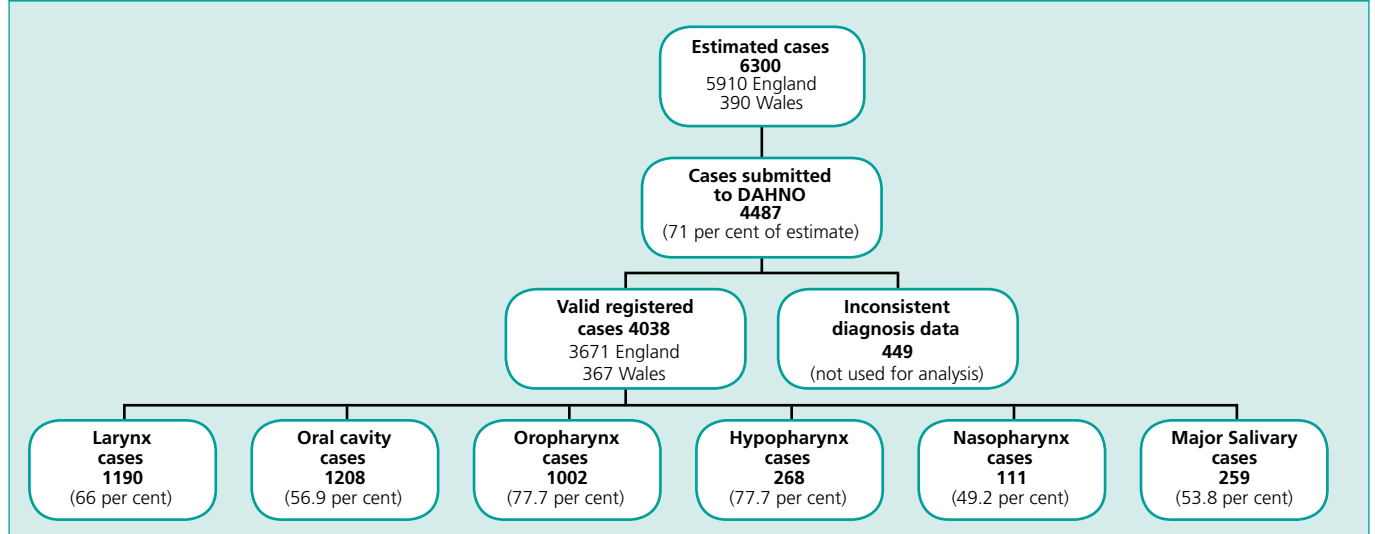 Estimated cases
6300
5910 England
390 Wales
Cases submitted
to DAHNO
4487
(71 per cent of estimate)
Valid registered
cases 4038
3671 England
367 Wales
Inconsistent
diagnosis data
449
(not used for analysis)
Larynx
cases
1190
(66 per cent)
Oral cavity
cases
1208
(56.9 per cent)
Oropharynx
cases
1002
(77.7 per cent)
Hypopharynx
cases
268
(77.7 per cent)
Nasopharynx
cases
111
(49.2 per cent)
Major Salivary
cases
259
(53.8 per cent)